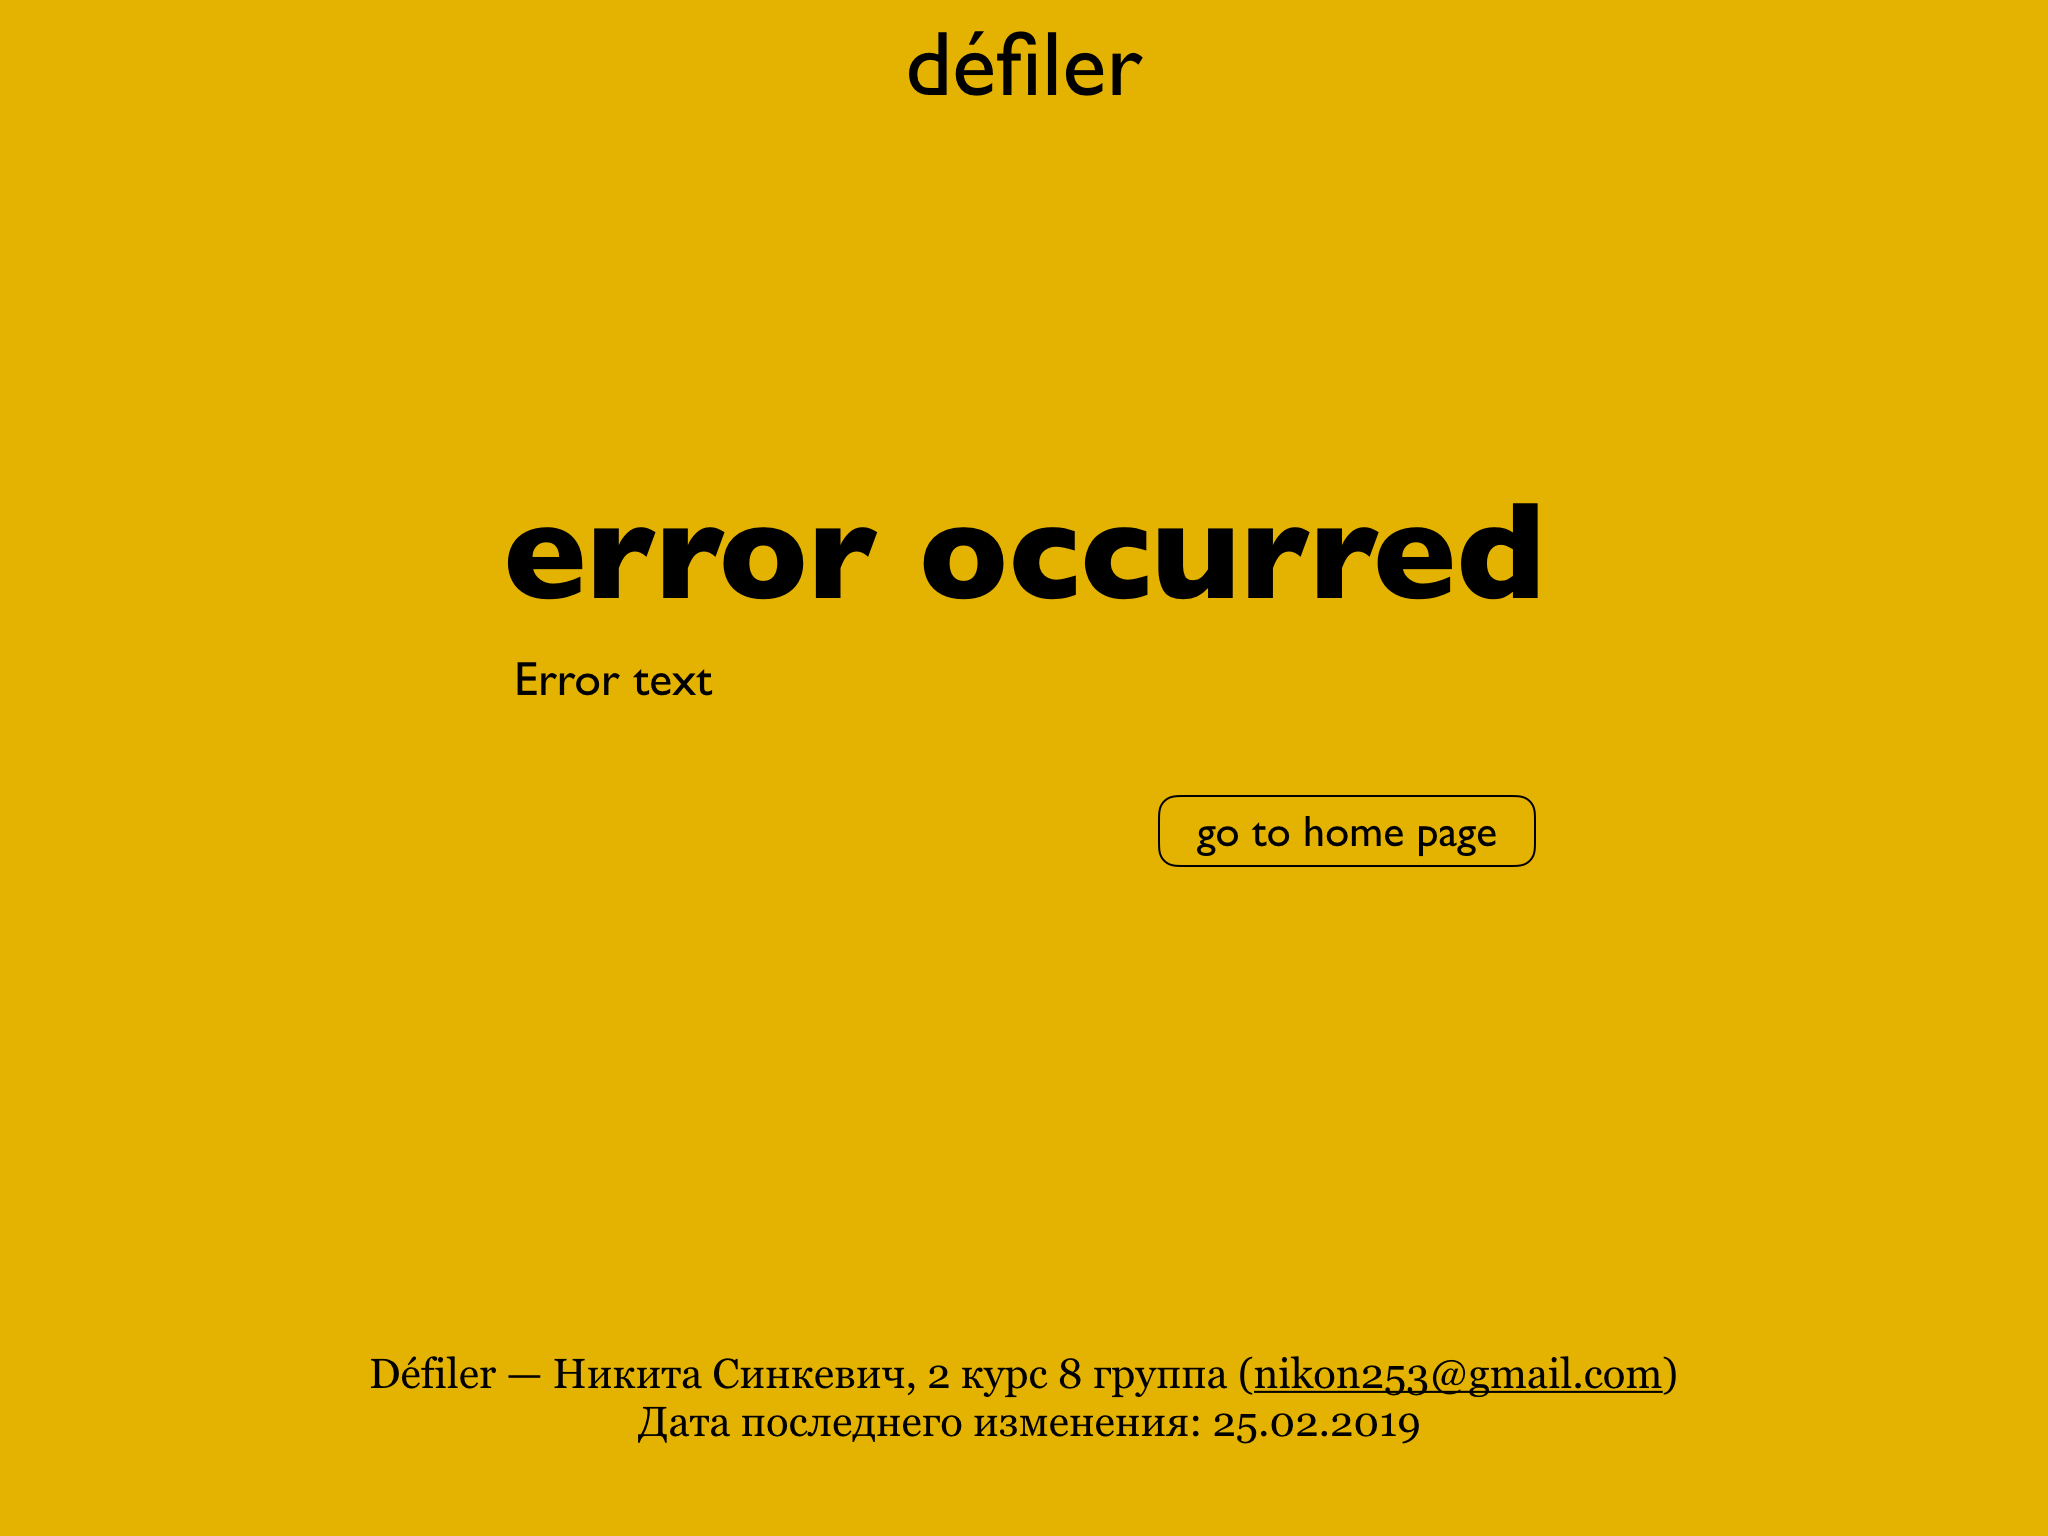 défiler
error occurred
Error text
go to home page
Défiler — Никита Синкевич, 2 курс 8 группа (nikon253@gmail.com)
Дата последнего изменения: 25.02.2019